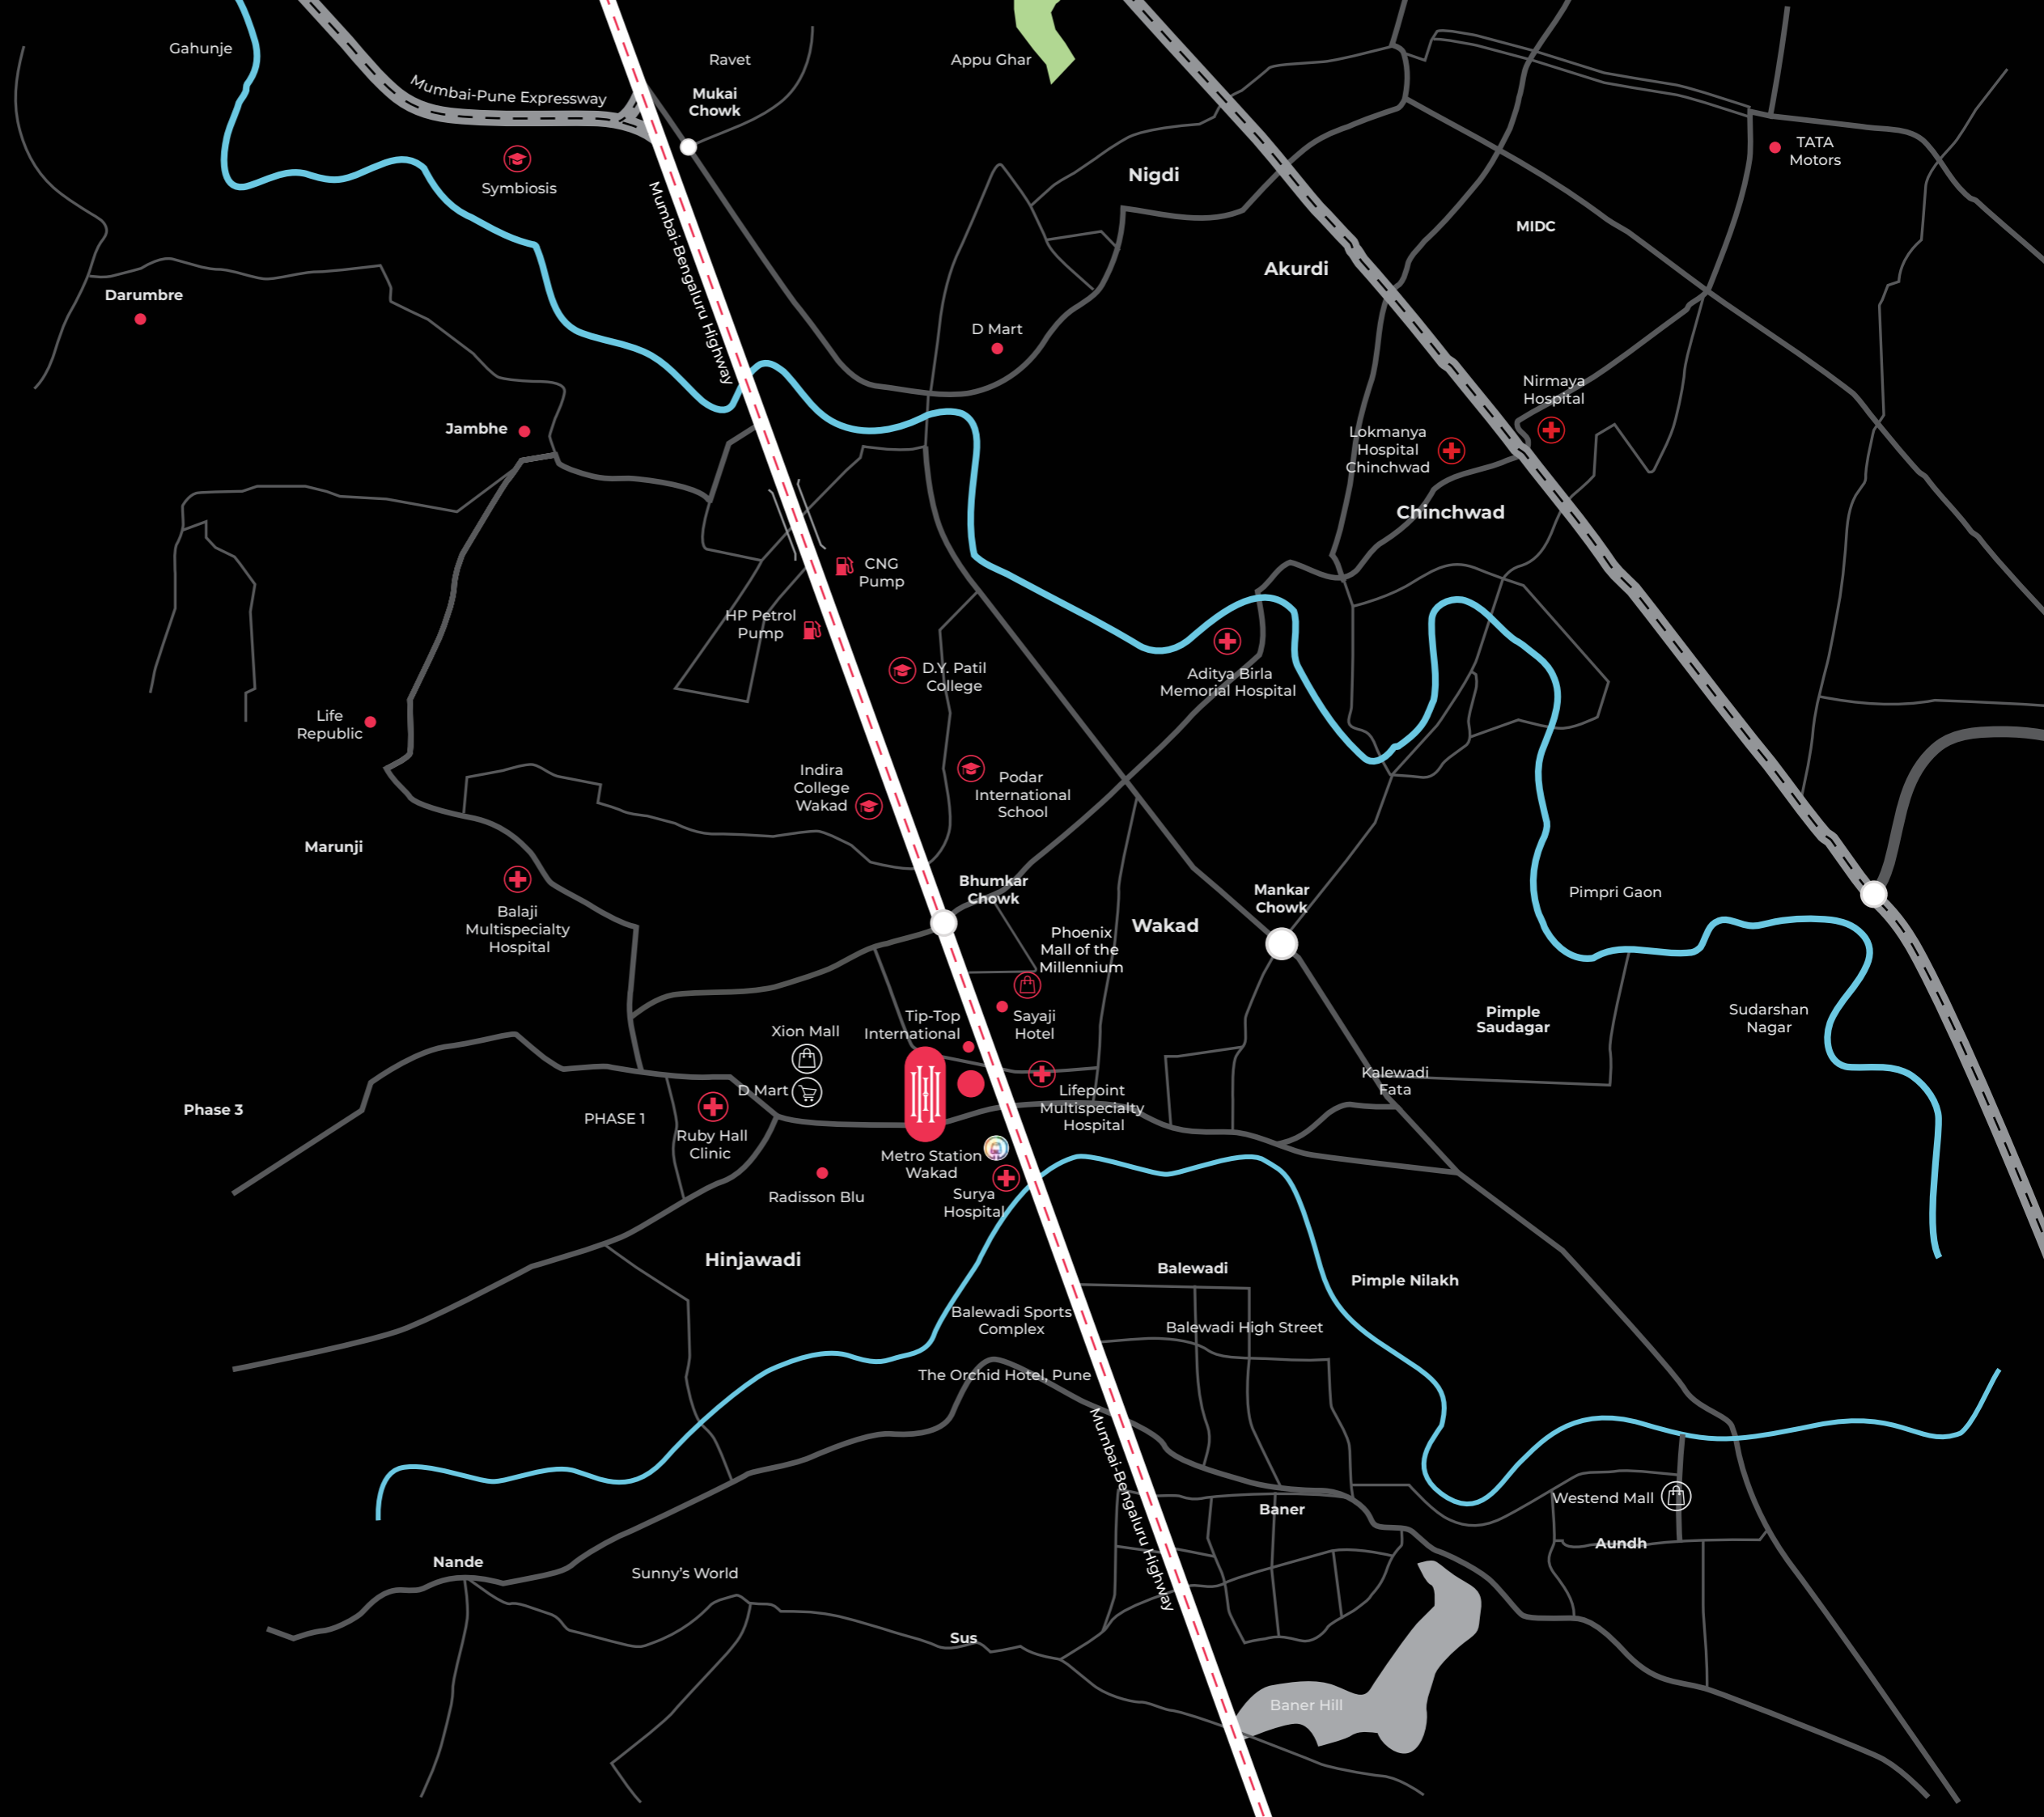 Gahunje
Ravet
Appu Ghar
Mumbai-Pune Expressway
Mukai
Chowk
TATA
Motors
Symbiosis
Nigdi
Mumbai-Bengaluru Highway
MIDC
Akurdi
Darumbre
D Mart
Nirmaya
Hospital
Jambhe
Lokmanya
Hospital
Chinchwad
Chinchwad
CNG
Pump
HP Petrol
Pump
D.Y. Patil
College
Aditya Birla
Memorial Hospital
Life
Republic
Indira
College
Wakad
Podar
International
School
Marunji
Bhumkar
Chowk
Mankar
Chowk
Pimpri Gaon
Balaji
Multispecialty
Hospital
Wakad
Phoenix
Mall of the
Millennium
Pimple
Saudagar
Sudarshan
Nagar
Tip-Top
International
Sayaji
Hotel
Xion Mall
D Mart
Kalewadi
Fata
Lifepoint
Multispecialty
Hospital
Phase 3
PHASE 1
Ruby Hall
Clinic
Metro Station
Wakad
Radisson Blu
Surya
Hospital
Hinjawadi
Balewadi
Pimple Nilakh
Balewadi Sports
Complex
Balewadi High Street
The Orchid Hotel, Pune
Mumbai-Bengaluru Highway
Westend Mall
Baner
Aundh
Nande
Sunny's World
Sus
Baner Hill